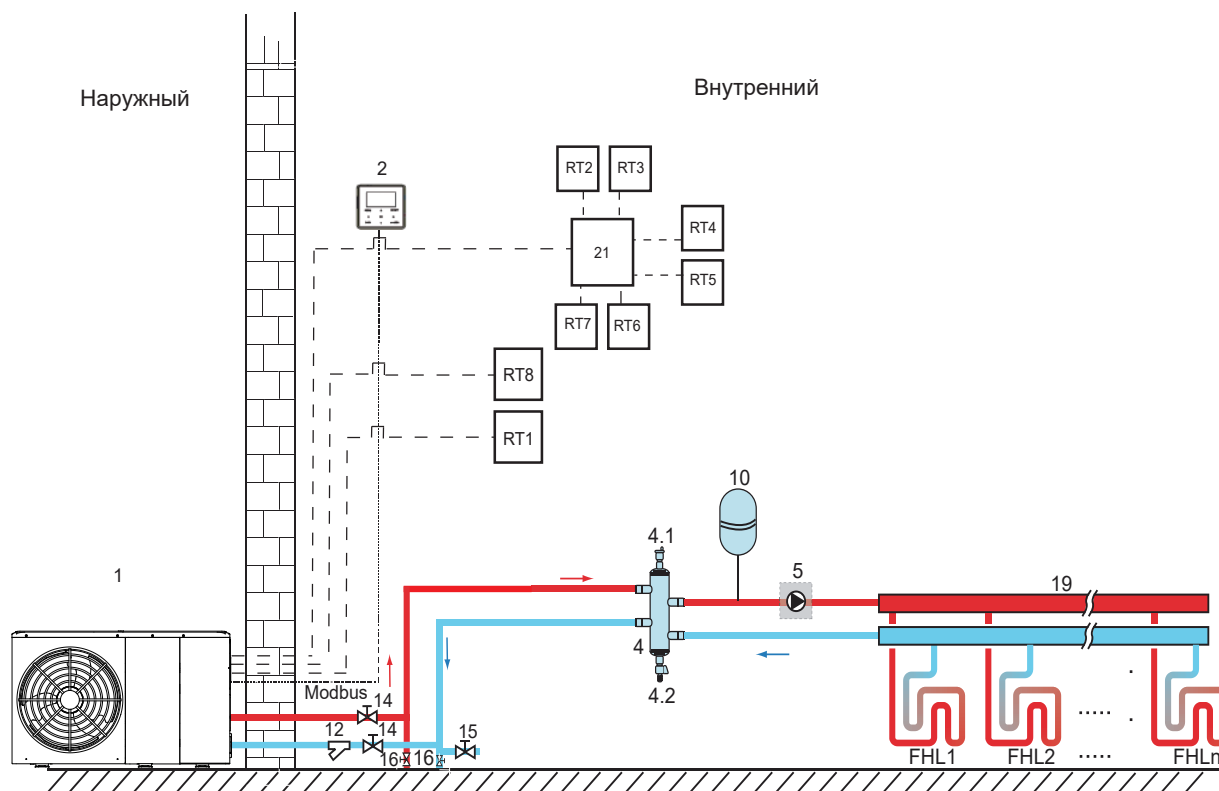 Наружный
Внутренний
2
RT2
RT3
RT4
21
RT5
RT7
RT6
RT8
RT1
10
4.1
1
5
19
4
4.2
Modbus
14
12
14
15
16
16
FHL1
FHL2
.....
FHLn